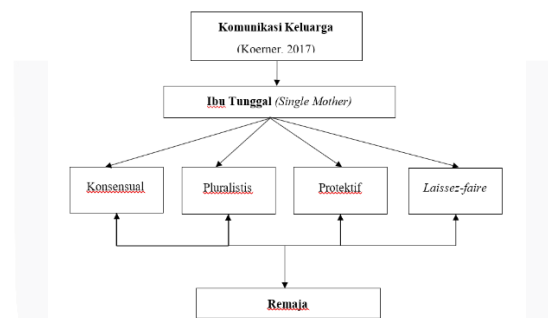 Komunikasi Keluarga
(Koerner, 2017)
Ibu Tunggal (Single Mother)
Konsensual Pluralistis Protektif Laissez-faire
Remaja